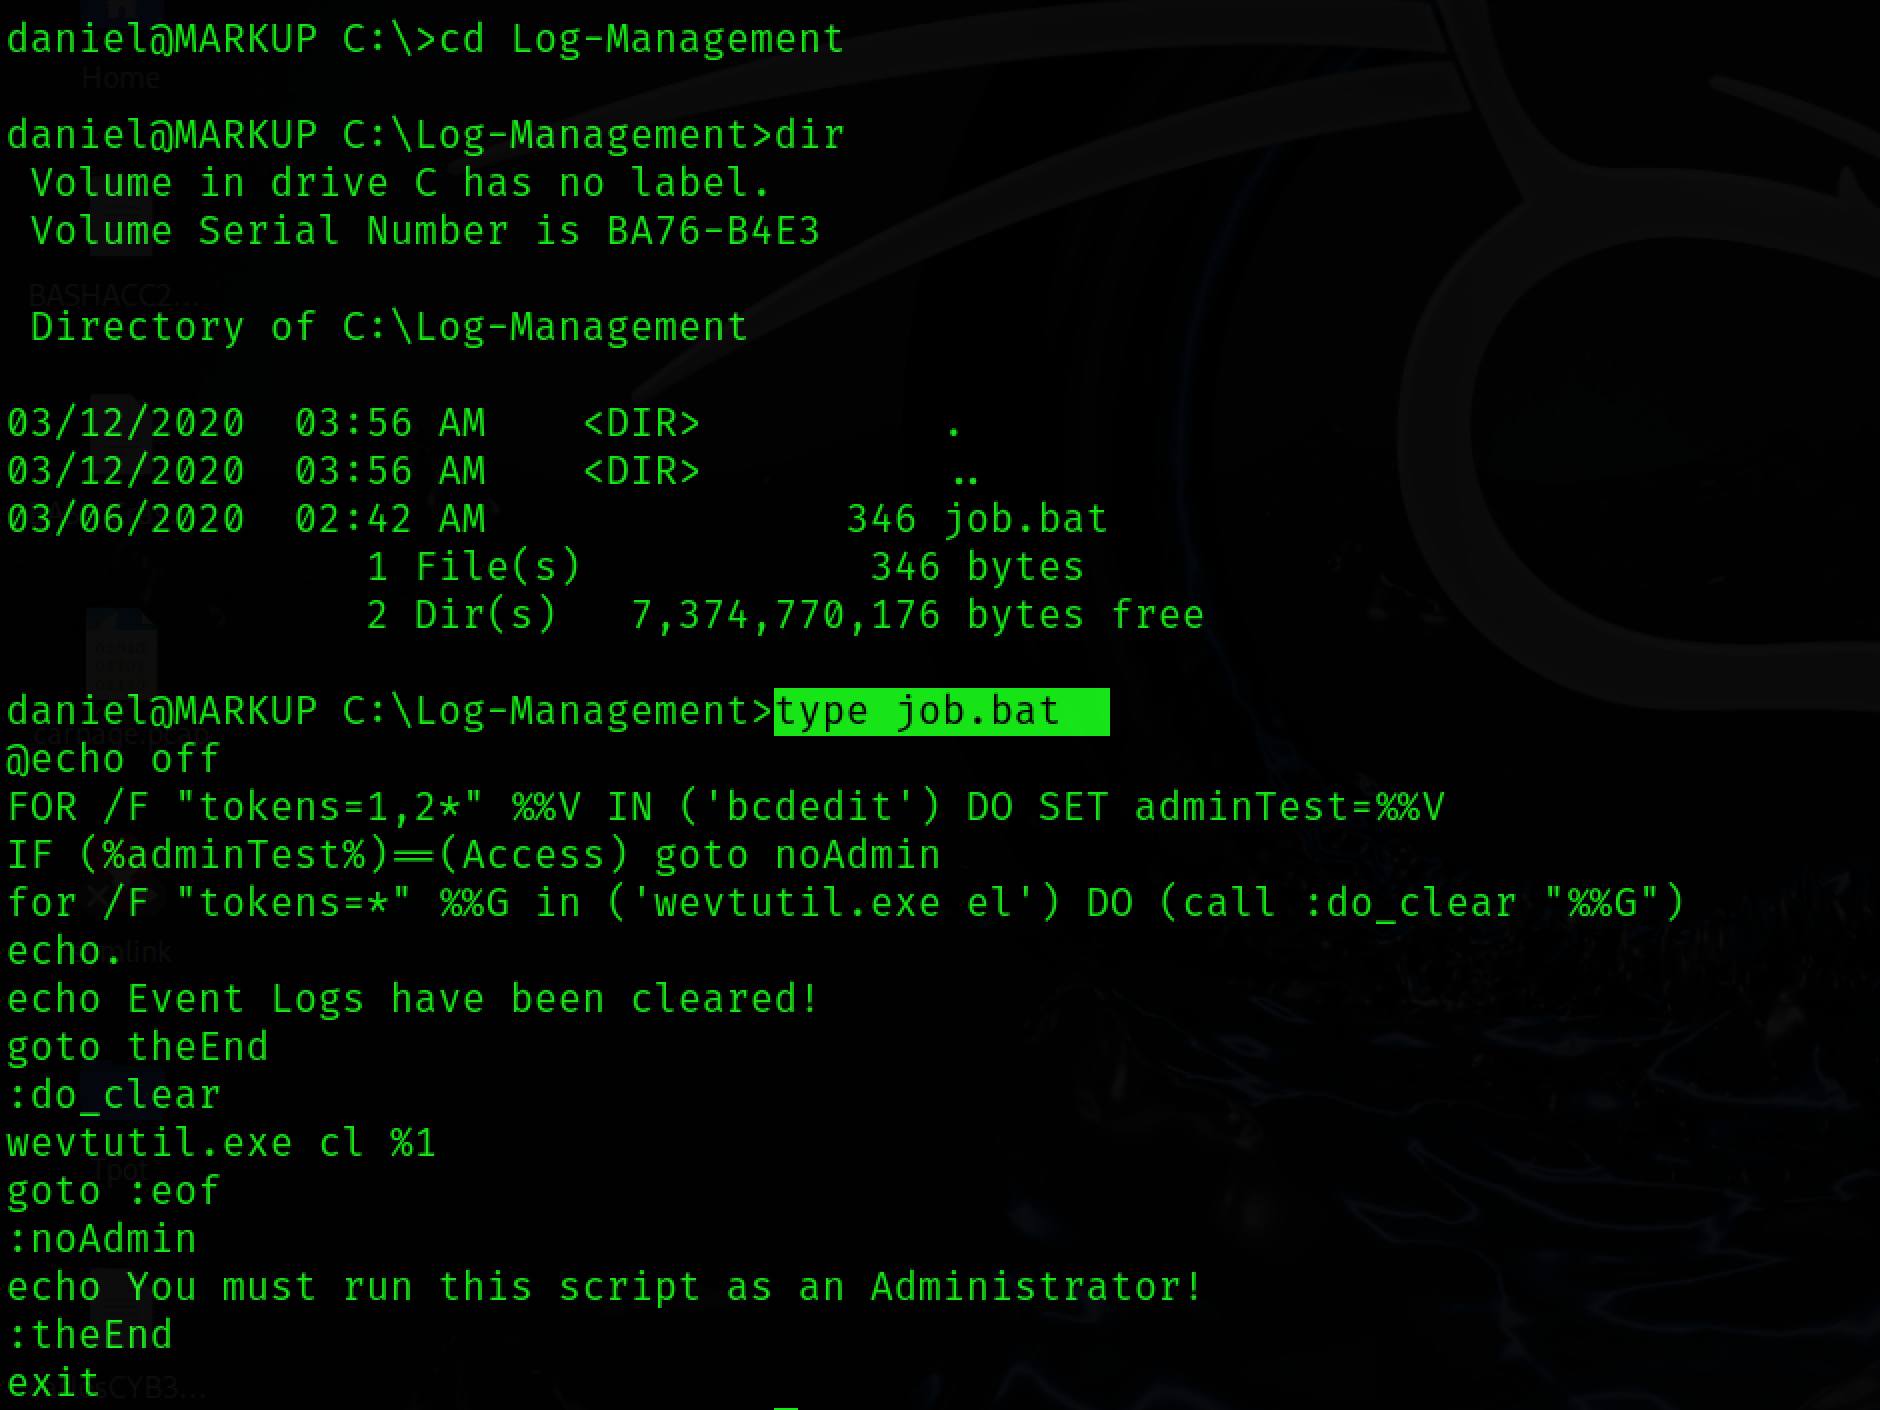 daniel@MARKUP C:\>cd Log-Management
Home
daniel@MARKUP C:\Log-Management>dir
 Volume in drive C has no label.
 Volume Serial Number is BA76-B4E3
BASHACC2...
 Directory of C:\Log-Management
03/12/2020  03:56 AM    <DIR>          .
03/12/2020  03:56 AM    <DIR>          ..
03/06/2020  02:42 AM               346 job.bat
               1 File(s)            346 bytes
               2 Dir(s)   7,374,770,176 bytes free
daniel@MARKUP C:\Log-Management>type job.bat
@echo off
FOR /F "tokens=1,2*" %%V IN ('bcdedit') DO SET adminTest=%%V
IF (%adminTest%)==(Access) goto noAdmin
for /F "tokens=*" %%G in ('wevtutil.exe el') DO (call :do_clear "%%G")
echo.
echo Event Logs have been cleared!
goto theEnd
:do_clear
wevtutil.exe cl %1
Tpot
goto :eof
:noAdmin
echo You must run this script as an Administrator!
:theEnd
exit